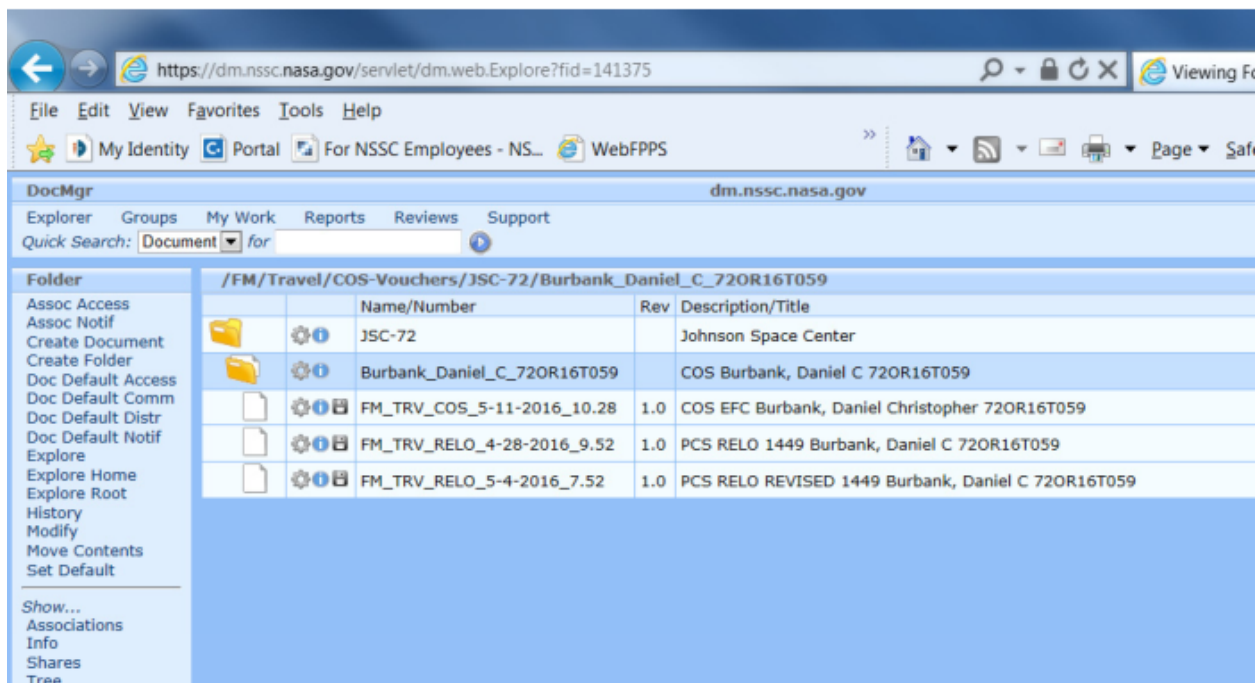 https://dm.nssc.nasa.gov/servlet/dm.web.Explore?fid=141375
Viewing Fo
File Edit View Favorites Tools Help
My Identity Portal For NSSC Employees - NS... WebFPPS » Page Safe
DocMgr dm.nssc.nasa.gov
Explorer Groups My Work Reports Reviews Support
Quick Search: Document for
Folder /FM/Travel/COS-Vouchers/JSC-72/Burbank_Daniel_C_72OR16T059
Assoc Access
Assoc Notif
Create Document
Create Folder
Doc Default Access
Doc Default Comm
Doc Default Distr
Doc Default Notif
Explore
Explore Home
Explore Root
History
Modify
Move Contents
Set Default
Show...
Associations
Info
Shares
Tree
Name/Number Rev Description/Title
JSC-72 Johnson Space Center
Burbank_Daniel_C_72OR16T059 COS Burbank, Daniel C 72OR16T059
FM_TRV_COS_5-11-2016_10.28 1.0 COS EFC Burbank, Daniel Christopher 72OR16T059
FM_TRV_RELO_4-28-2016_9.52 1.0 PCS RELO 1449 Burbank, Daniel C 72OR16T059
FM_TRV_RELO_5-4-2016_7.52 1.0 PCS RELO REVISED 1449 Burbank, Daniel C 72OR16T059